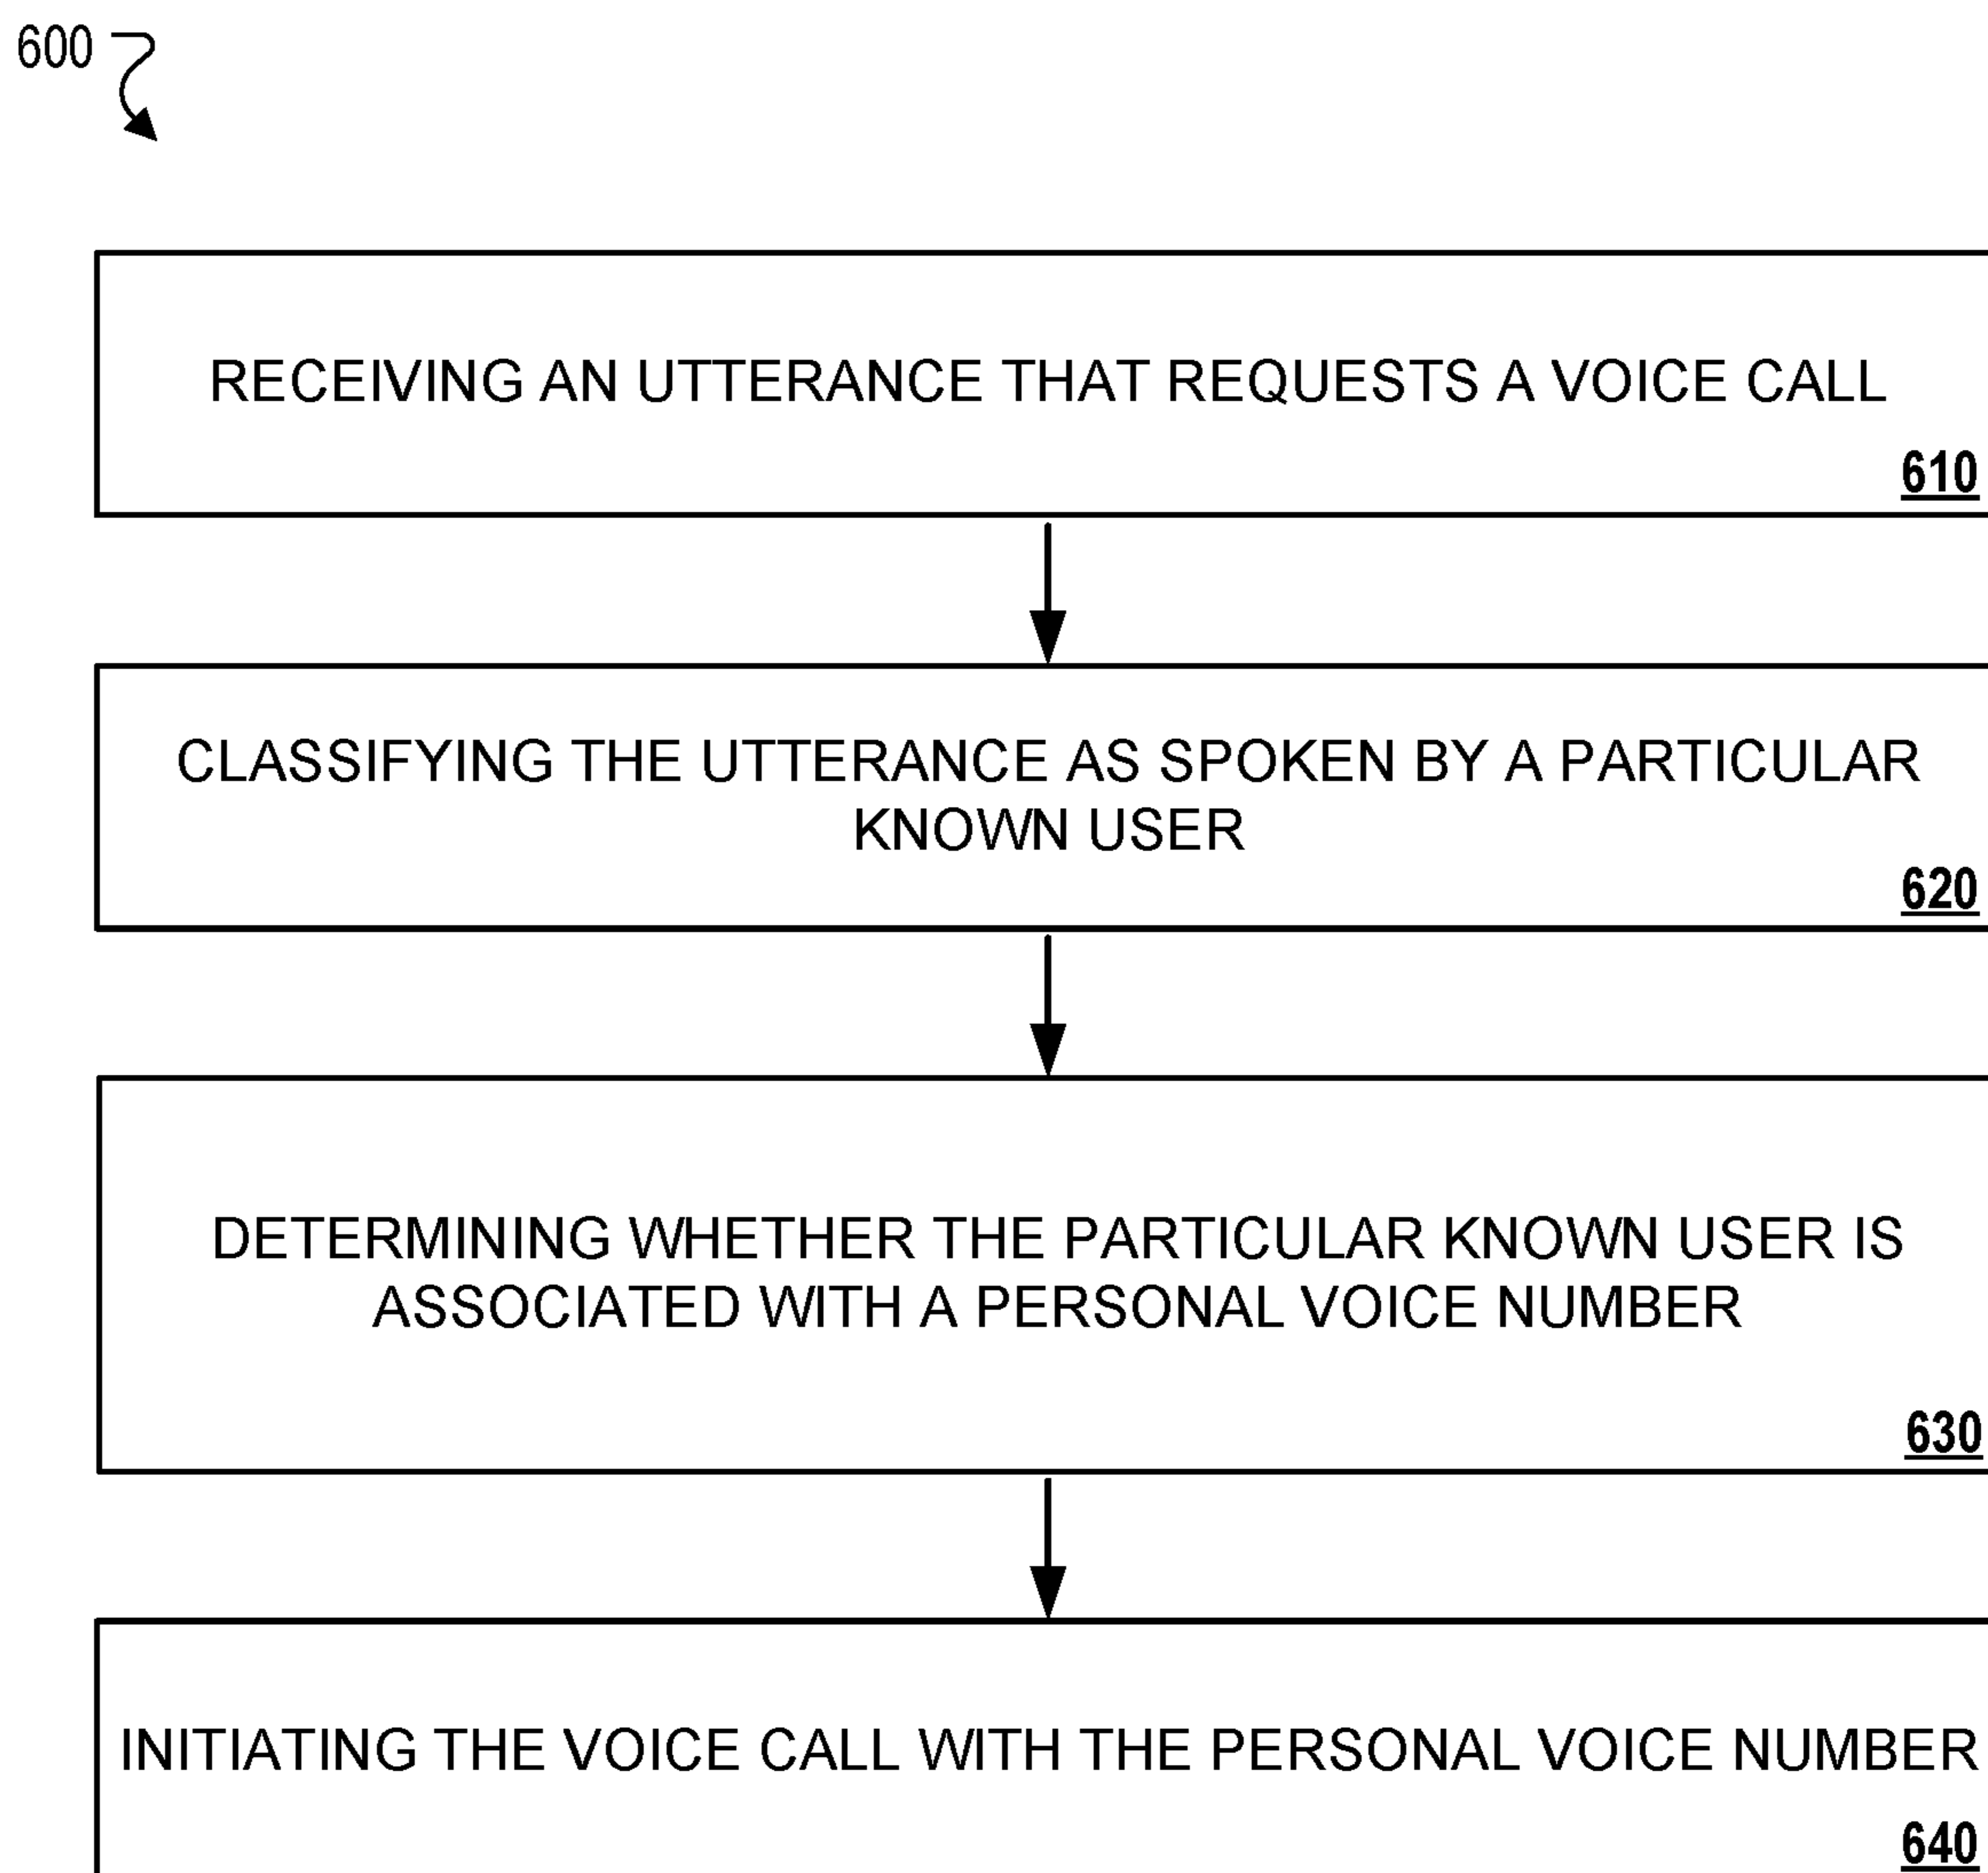 600
RECEIVING AN UTTERANCE THAT REQUESTS A VOICE CALL
610
CLASSIFYING THE UTTERANCE AS SPOKEN BY A PARTICULAR
KNOWN USER
620
DETERMINING WHETHER THE PARTICULAR KNOWN USER IS
ASSOCIATED WITH A PERSONAL VOICE NUMBER
630
INITIATING THE VOICE CALL WITH THE PERSONAL VOICE NUMBER
640